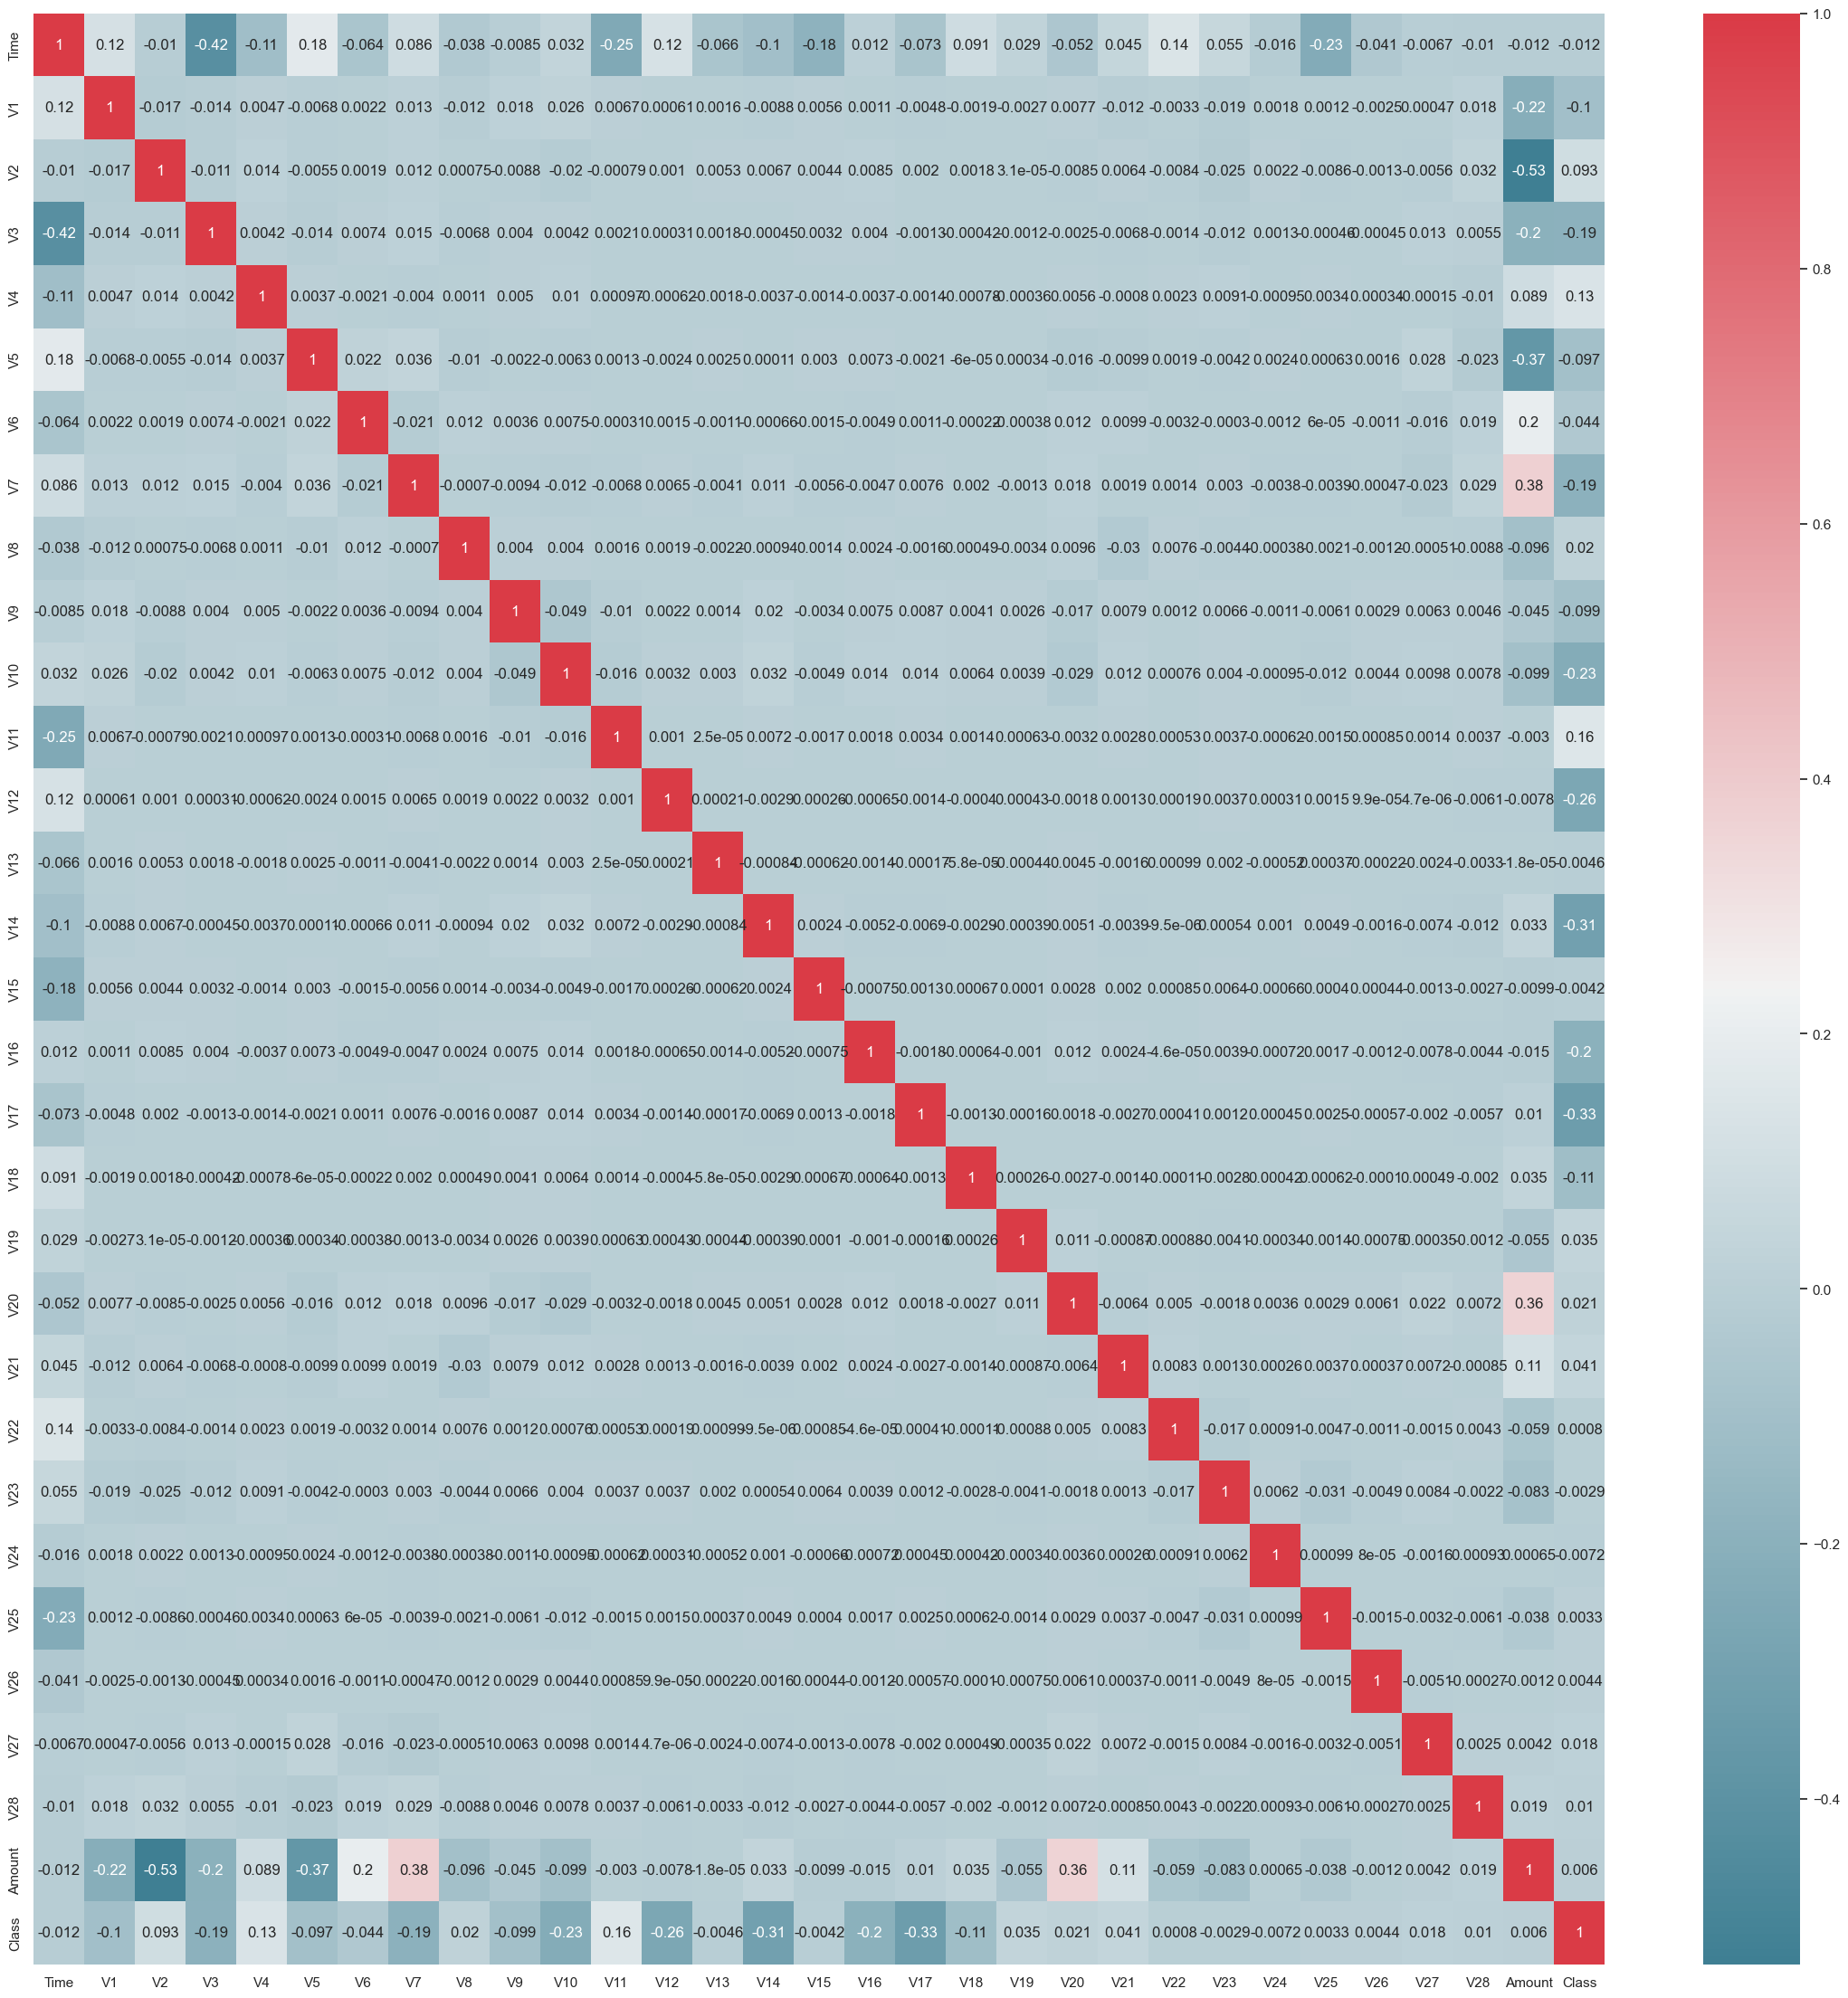 Time 1 0.12 -0.01 -0.42 -0.11 0.18 -0.064 0.086 -0.038 -0.0085 0.032 -0.25 0.12 -0.066 -0.1 -0.18 0.012 -0.073 0.091 0.029 -0.052 0.045 0.14 0.055 -0.016 -0.23 -0.041 -0.0067 -0.01 -0.012 -0.012
V1 0.12 1 -0.017 -0.014 0.0047 -0.0068 0.0022 0.013 -0.012 0.018 0.026 0.0067 0.00061 0.0016 -0.0088 0.0056 0.0011 -0.0048 -0.0019 -0.0027 0.0077 -0.012 -0.0033 -0.019 0.0018 0.0012 -0.0025 0.00047 0.018 -0.22 -0.1
V2 -0.01 -0.017 1 -0.011 0.014 -0.0055 0.0019 0.012 0.00075 -0.0088 -0.02 -0.00079 0.001 0.0053 0.0067 0.0044 0.0085 0.002 0.0018 3.1e-05 -0.0085 0.0064 -0.0084 -0.025 0.0022 -0.0086 -0.0013 -0.0056 0.032 -0.53 0.093
V3 -0.42 -0.014 -0.011 1 0.0042 -0.014 0.0074 0.015 -0.0068 0.004 0.0042 0.0021 0.00031 0.0018 -0.00045 0.0032 0.004 -0.0013 -0.00042 -0.0012 -0.0025 -0.0068 -0.0014 -0.012 0.0013 -0.00046 -0.00045 0.013 0.0055 -0.2 -0.19
V4 -0.11 0.0047 0.014 0.0042 1 0.0037 -0.0021 -0.004 0.0011 0.005 0.01 0.00097 -0.00062 -0.0018 -0.0037 -0.0014 -0.0037 -0.0014 -0.00078 -0.00036 0.0056 -0.0008 0.0023 0.0091 -0.00095 0.0034 0.00034 -0.00015 -0.01 0.089 0.13
V5 0.18 -0.0068 -0.0055 -0.014 0.0037 1 0.022 0.036 -0.01 -0.0022 -0.0063 0.0013 -0.0024 0.0025 0.00011 0.003 0.0073 -0.0021 -6e-05 0.00034 -0.016 -0.0099 0.0019 -0.0042 0.0024 0.00063 0.0016 0.028 -0.023 -0.37 -0.097
V6 -0.064 0.0022 0.0019 0.0074 -0.0021 0.022 1 -0.021 0.012 0.0036 0.0075 -0.00031 0.0015 -0.0011 -0.00066 -0.0015 -0.0049 0.0011 -0.00022 -0.00038 0.012 0.0099 -0.0032 -0.0003 -0.0012 6e-05 -0.0011 -0.016 0.019 0.2 -0.044
V7 0.086 0.013 0.012 0.015 -0.004 0.036 -0.021 1 -0.0007 -0.0094 -0.012 -0.0068 0.0065 -0.0041 0.011 -0.0056 -0.0047 0.0076 0.002 -0.0013 0.018 0.0019 0.0014 0.003 -0.0038 -0.0039 -0.00047 -0.023 0.029 0.38 -0.19
V8 -0.038 -0.012 0.00075 -0.0068 0.0011 -0.01 0.012 -0.0007 1 0.004 0.004 0.0016 0.0019 -0.0022 -0.00094 0.0014 0.0024 -0.0016 0.00049 -0.0034 0.0096 -0.03 0.0076 -0.0044 -0.00038 -0.0021 -0.0012 -0.00051 -0.0088 -0.096 0.02
V9 -0.0085 0.018 -0.0088 0.004 0.005 -0.0022 0.0036 -0.0094 0.004 1 -0.049 -0.01 0.0022 0.0014 0.02 -0.0034 0.0075 0.0087 0.0041 0.0026 -0.017 0.0079 0.0012 0.0066 -0.0011 -0.0061 0.0029 0.0063 0.0046 -0.045 -0.099
V10 0.032 0.026 -0.02 0.0042 0.01 -0.0063 0.0075 -0.012 0.004 -0.049 1 -0.016 0.0032 0.003 0.032 -0.0049 0.014 0.014 0.0064 0.0039 -0.029 0.012 0.00076 0.004 -0.00095 -0.012 0.0044 0.0098 0.0078 -0.099 -0.23
V11 -0.25 0.0067 -0.00079 0.0021 0.00097 0.0013 -0.00031 -0.0068 0.0016 -0.01 -0.016 1 0.001 2.5e-05 0.0072 -0.0017 0.0018 0.0034 0.0014 0.00063 -0.0032 0.0028 0.00053 0.0037 -0.00062 -0.0015 0.00085 0.0014 0.0037 -0.003 0.16
V12 0.12 0.00061 0.001 0.00031 -0.00062 -0.0024 0.0015 0.0065 0.0019 0.0022 0.0032 0.001 1 0.00021 -0.0029 0.00026 -0.00065 -0.0014 -0.0004 0.00043 -0.0018 0.0013 0.00019 0.0037 0.00031 0.0015 9.9e-05 4.7e-06 -0.0061 -0.0078 -0.26
V13 -0.066 0.0016 0.0053 0.0018 -0.0018 0.0025 -0.0011 -0.0041 -0.0022 0.0014 0.003 2.5e-05 0.00021 1 -0.00084 -0.00062 -0.0014 -0.00017 -5.8e-05 -0.00044 0.0045 -0.0016 0.00099 0.002 -0.00052 0.00037 -0.00022 -0.0024 -0.0033 -1.8e-05 -0.0046
V14 -0.1 -0.0088 0.0067 -0.00045 -0.0037 0.00011 -0.00066 0.011 -0.00094 0.02 0.032 0.0072 -0.0029 -0.00084 1 0.0024 -0.0052 -0.0069 -0.0029 -0.00039 0.0051 -0.0039 -9.5e-06 0.00054 0.001 0.0049 -0.0016 -0.0074 -0.012 0.033 -0.31
V15 -0.18 0.0056 0.0044 0.0032 -0.0014 0.003 -0.0015 -0.0056 0.0014 -0.0034 -0.0049 -0.0017 0.00026 -0.00062 0.0024 1 -0.00075 0.0013 0.00067 0.0001 0.0028 0.002 0.00085 0.0064 -0.00066 0.0004 0.00044 -0.0013 -0.0027 -0.0099 -0.0042
V16 0.012 0.0011 0.0085 0.004 -0.0037 0.0073 -0.0049 -0.0047 0.0024 0.0075 0.014 0.0018 -0.00065 -0.0014 -0.0052 -0.00075 1 -0.0018 -0.00064 -0.001 0.012 0.0024 -4.6e-05 0.0039 -0.00072 0.0017 -0.0012 -0.0078 -0.0044 -0.015 -0.2
V17 -0.073 -0.0048 0.002 -0.0013 -0.0014 -0.0021 0.0011 0.0076 -0.0016 0.0087 0.014 0.0034 -0.0014 -0.00017 -0.0069 0.0013 -0.0018 1 -0.0013 -0.00016 0.0018 -0.0027 0.00041 0.0012 0.00045 0.0025 -0.00057 -0.002 -0.0057 0.01 -0.33
V18 0.091 -0.0019 0.0018 -0.00042 -0.00078 -6e-05 -0.00022 0.002 0.00049 0.0041 0.0064 0.0014 -0.0004 -5.8e-05 -0.0029 0.00067 -0.00064 -0.0013 1 0.00026 -0.0027 -0.0014 -0.00011 -0.0028 0.00042 0.00062 -0.0001 0.00049 -0.002 0.035 -0.11
V19 0.029 -0.0027 3.1e-05 -0.0012 -0.00036 0.00034 -0.00038 -0.0013 -0.0034 0.0026 0.0039 0.00063 0.00043 -0.00044 -0.00039 0.0001 -0.001 -0.00016 0.00026 1 0.011 -0.00087 -0.00088 -0.0041 -0.00034 -0.0014 -0.00075 -0.00035 -0.0012 -0.055 0.035
V20 -0.052 0.0077 -0.0085 -0.0025 0.0056 -0.016 0.012 0.018 0.0096 -0.017 -0.029 -0.0032 -0.0018 0.0045 0.0051 0.0028 0.012 0.0018 -0.0027 0.011 1 -0.0064 0.005 -0.0018 0.0036 0.0029 0.0061 0.022 0.0072 0.36 0.021
V21 0.045 -0.012 0.0064 -0.0068 -0.0008 -0.0099 0.0099 0.0019 -0.03 0.0079 0.012 0.0028 0.0013 -0.0016 -0.0039 0.002 0.0024 -0.0027 -0.0014 -0.00087 -0.0064 1 0.0083 0.0013 0.00026 0.0037 0.00037 0.0072 -0.00085 0.11 0.041
V22 0.14 -0.0033 -0.0084 -0.0014 0.0023 0.0019 -0.0032 0.0014 0.0076 0.0012 0.00076 0.00053 0.00019 0.00099 -9.5e-06 0.00085 -4.6e-05 0.00041 -0.00011 -0.00088 0.005 0.0083 1 -0.017 0.00091 -0.0047 -0.0011 -0.0015 0.0043 -0.059 0.0008
V23 0.055 -0.019 -0.025 -0.012 0.0091 -0.0042 -0.0003 0.003 -0.0044 0.0066 0.004 0.0037 0.0037 0.002 0.00054 0.0064 0.0039 0.0012 -0.0028 -0.0041 -0.0018 0.0013 -0.017 1 0.0062 -0.031 -0.0049 0.0084 -0.0022 -0.083 -0.0029
V24 -0.016 0.0018 0.0022 0.0013 -0.00095 0.0024 -0.0012 -0.0038 -0.00038 -0.0011 -0.00095 -0.00062 0.00031 -0.00052 0.001 -0.00066 -0.00072 0.00045 0.00042 -0.00034 0.0036 0.00026 0.00091 0.0062 1 0.00099 8e-05 -0.0016 0.00093 0.00065 -0.0072
V25 -0.23 0.0012 -0.0086 -0.00046 0.0034 0.00063 6e-05 -0.0039 -0.0021 -0.0061 -0.012 -0.0015 0.0015 0.00037 0.0049 0.0004 0.0017 0.0025 0.00062 -0.0014 0.0029 0.0037 -0.0047 -0.031 0.00099 1 -0.0015 -0.0032 -0.0061 -0.038 0.0033
V26 -0.041 -0.0025 -0.0013 -0.00045 0.00034 0.0016 -0.0011 -0.00047 -0.0012 0.0029 0.0044 0.00085 9.9e-05 -0.00022 -0.0016 0.00044 -0.0012 -0.00057 -0.0001 -0.00075 0.0061 0.00037 -0.0011 -0.0049 8e-05 -0.0015 1 -0.0051 -0.00027 -0.0012 0.0044
V27 -0.0067 0.00047 -0.0056 0.013 -0.00015 0.028 -0.016 -0.023 -0.00051 0.0063 0.0098 0.0014 4.7e-06 -0.0024 -0.0074 -0.0013 -0.0078 -0.002 0.00049 -0.00035 0.022 0.0072 -0.0015 0.0084 -0.0016 -0.0032 -0.0051 1 0.0025 0.0042 0.018
V28 -0.01 0.018 0.032 0.0055 -0.01 -0.023 0.019 0.029 -0.0088 0.0046 0.0078 0.0037 -0.0061 -0.0033 -0.012 -0.0027 -0.0044 -0.0057 -0.002 -0.0012 0.0072 -0.00085 0.0043 -0.0022 0.00093 -0.0061 -0.00027 0.0025 1 0.019 0.01
Amount -0.012 -0.22 -0.53 -0.2 0.089 -0.37 0.2 0.38 -0.096 -0.045 -0.099 -0.003 -0.0078 -1.8e-05 0.033 -0.0099 -0.015 0.01 0.035 -0.055 0.36 0.11 -0.059 -0.083 0.00065 -0.038 -0.0012 0.0042 0.019 1 0.006
Class -0.012 -0.1 0.093 -0.19 0.13 -0.097 -0.044 -0.19 0.02 -0.099 -0.23 0.16 -0.26 -0.0046 -0.31 -0.0042 -0.2 -0.33 -0.11 0.035 0.021 0.041 0.0008 -0.0029 -0.0072 0.0033 0.0044 0.018 0.01 0.006 1
Time V1 V2 V3 V4 V5 V6 V7 V8 V9 V10 V11 V12 V13 V14 V15 V16 V17 V18 V19 V20 V21 V22 V23 V24 V25 V26 V27 V28 Amount Class
1.0
0.8
0.6
0.4
0.2
0.0
−0.2
−0.4